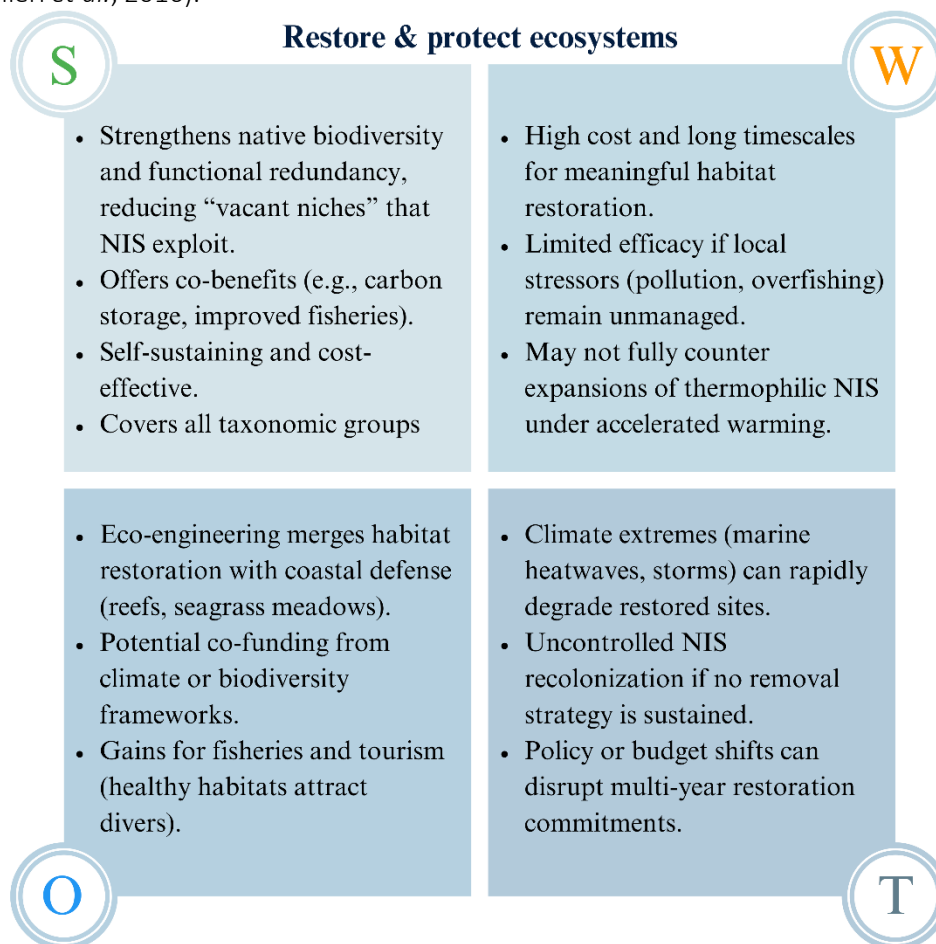 et al., 2016).
Restore & protect ecosystems
S
W
• Strengthens native biodiversity
and functional redundancy,
reducing “vacant niches” that
NIS exploit.
• Offers co-benefits (e.g., carbon
storage, improved fisheries).
• Self-sustaining and cost-
effective.
• Covers all taxonomic groups
• High cost and long timescales
for meaningful habitat
restoration.
• Limited efficacy if local
stressors (pollution, overfishing)
remain unmanaged.
• May not fully counter
expansions of thermophilic NIS
under accelerated warming.
• Eco-engineering merges habitat
restoration with coastal defense
(reefs, seagrass meadows).
• Potential co-funding from
climate or biodiversity
frameworks.
• Gains for fisheries and tourism
(healthy habitats attract
divers).
• Climate extremes (marine
heatwaves, storms) can rapidly
degrade restored sites.
• Uncontrolled NIS
recolonization if no removal
strategy is sustained.
• Policy or budget shifts can
disrupt multi-year restoration
commitments.
O
T